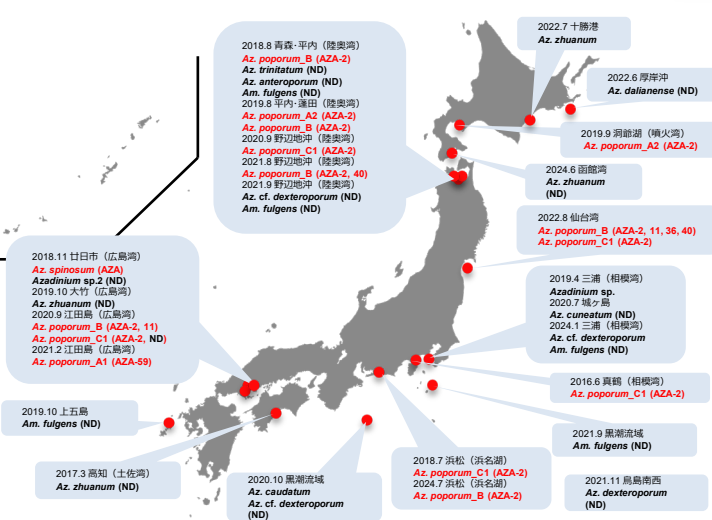 2018.8 青森･平内（陸奥湾）
Az. poporum_B (AZA-2)
Az. trinitatum (ND)
Az. anteroporum (ND)
Am. fulgens (ND)
2019.8 平内･蓬田（陸奥湾）
Az. poporum_A2 (AZA-2)
Az. poporum_B (AZA-2)
2020.9 野辺地沖（陸奥湾）
Az. poporum_C1 (AZA-2)
2021.8 野辺地沖（陸奥湾）
Az. poporum_B (AZA-2, 40)
2021.9 野辺地沖（陸奥湾）
Az. cf. dexteroporum (ND)
Am. fulgens (ND)
2022.7 十勝港
Az. zhuanum
2022.6 厚岸沖
Az. dalianense (ND)
2019.9 洞爺湖（噴火湾）
Az. poporum_A2 (AZA-2)
2024.6 函館湾
Az. zhuanum
(ND)
2022.8 仙台湾
Az. poporum_B (AZA-2, 11, 36, 40)
Az. poporum_C1 (AZA-2)
2018.11 廿日市（広島湾）
Az. spinosum (AZA)
Azadinium sp.2 (ND)
2019.10 大竹（広島湾）
Az. zhuanum (ND)
2020.9 江田島（広島湾）
Az. poporum_B (AZA-2, 11)
Az. poporum_C1 (AZA-2, ND)
2021.2 江田島（広島湾）
Az. poporum_A1 (AZA-59)
2019.4 三浦（相模湾）
Azadinium sp.
2020.7 城ヶ島
Az. cuneatum (ND)
2024.1 三浦（相模湾）
Az. cf. dexteroporum
Am. fulgens (ND)
2016.6 真鶴（相模湾）
Az. poporum_C1 (AZA-2)
2019.10 上五島
Am. fulgens (ND)
2021.9 黒潮流域
Am. fulgens (ND)
2017.3 高知（土佐湾）
Az. zhuanum (ND)
2020.10 黒潮流域
Az. caudatum
Az. cf. dexteroporum
(ND)
2018.7 浜松（浜名湖）
Az. poporum_C1 (AZA-2)
2024.7 浜松（浜名湖）
Az. poporum_B (AZA-2)
2021.11 鳥島南西
Az. dexteroporum
(ND)